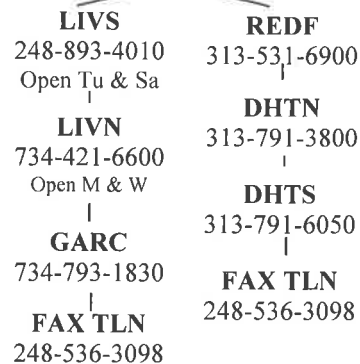 LIVS
248-893-4010
Open Tu & Sa
LIVN
734-421-6600
Open M & W
GARC
734-793-1830
FAX TLN
248-536-3098
REDF
313-531-6900
DHTN
313-791-3800
DHTS
313-791-6050
FAX TLN
248-536-3098